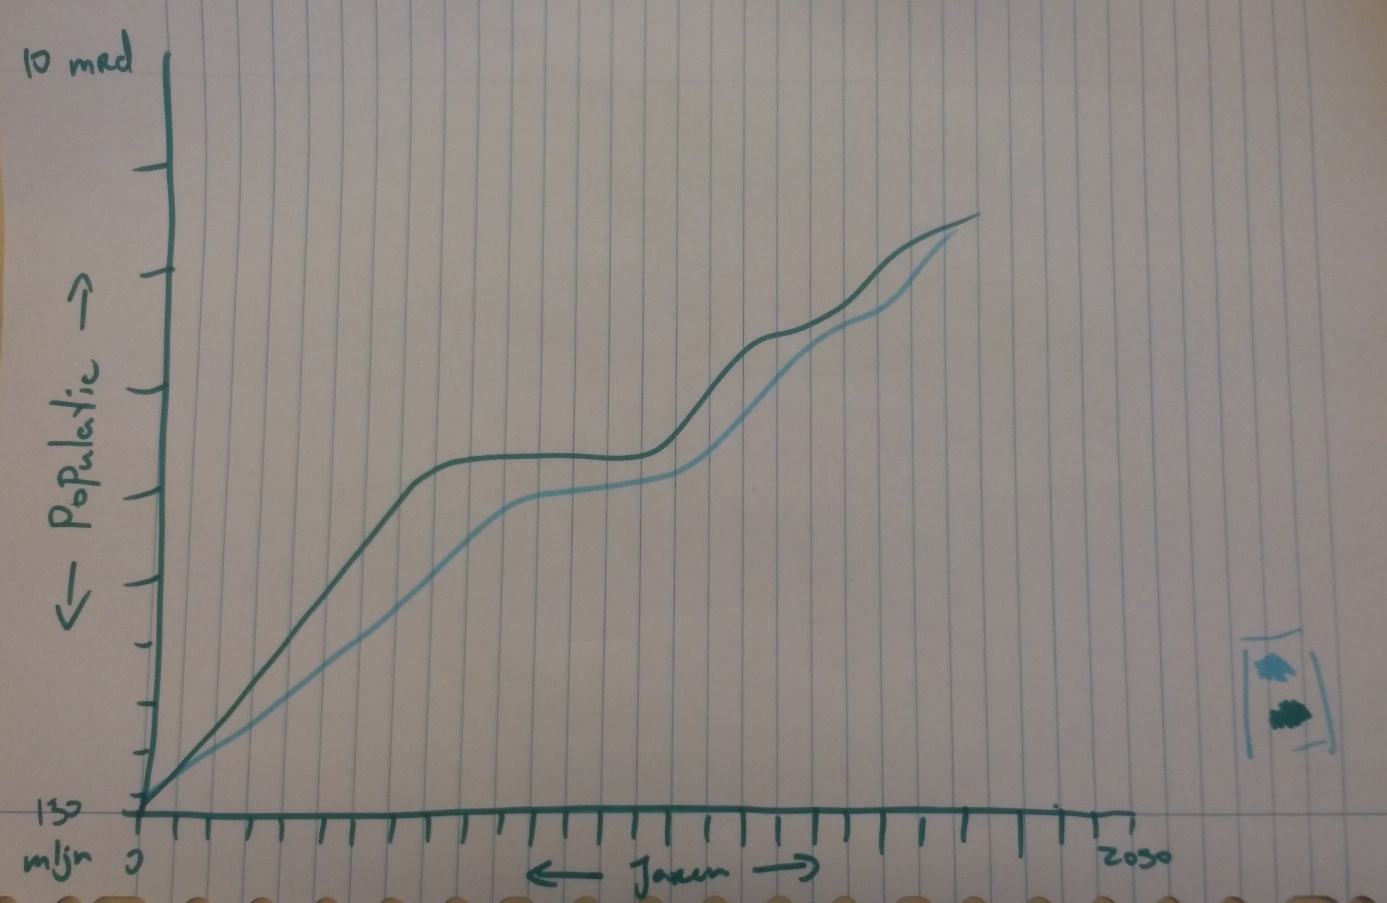 10 mrd
← Populatie →
130
mljn
0
← Jaren →
2050